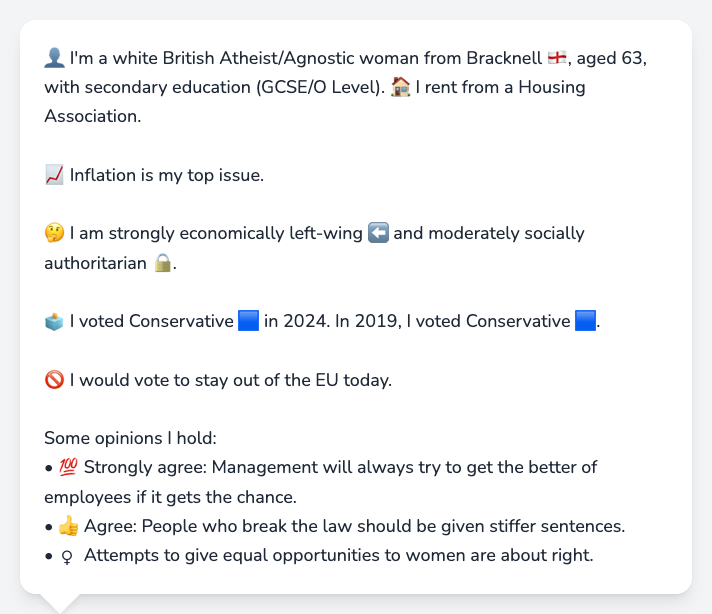 👤 I'm a white British Atheist/Agnostic woman from Bracknell 🏴󠁧󠁢󠁥󠁮󠁧󠁿, aged 63,
with secondary education (GCSE/O Level). 🏠 I rent from a Housing
Association.
📈 Inflation is my top issue.
🤔 I am strongly economically left-wing ⬅️ and moderately socially
authoritarian 🔒.
🗳️ I voted Conservative 🟦 in 2024. In 2019, I voted Conservative 🟦.
🚫 I would vote to stay out of the EU today.
Some opinions I hold:
• 💯 Strongly agree: Management will always try to get the better of
employees if it gets the chance.
• 👍 Agree: People who break the law should be given stiffer sentences.
• ♀ Attempts to give equal opportunities to women are about right.